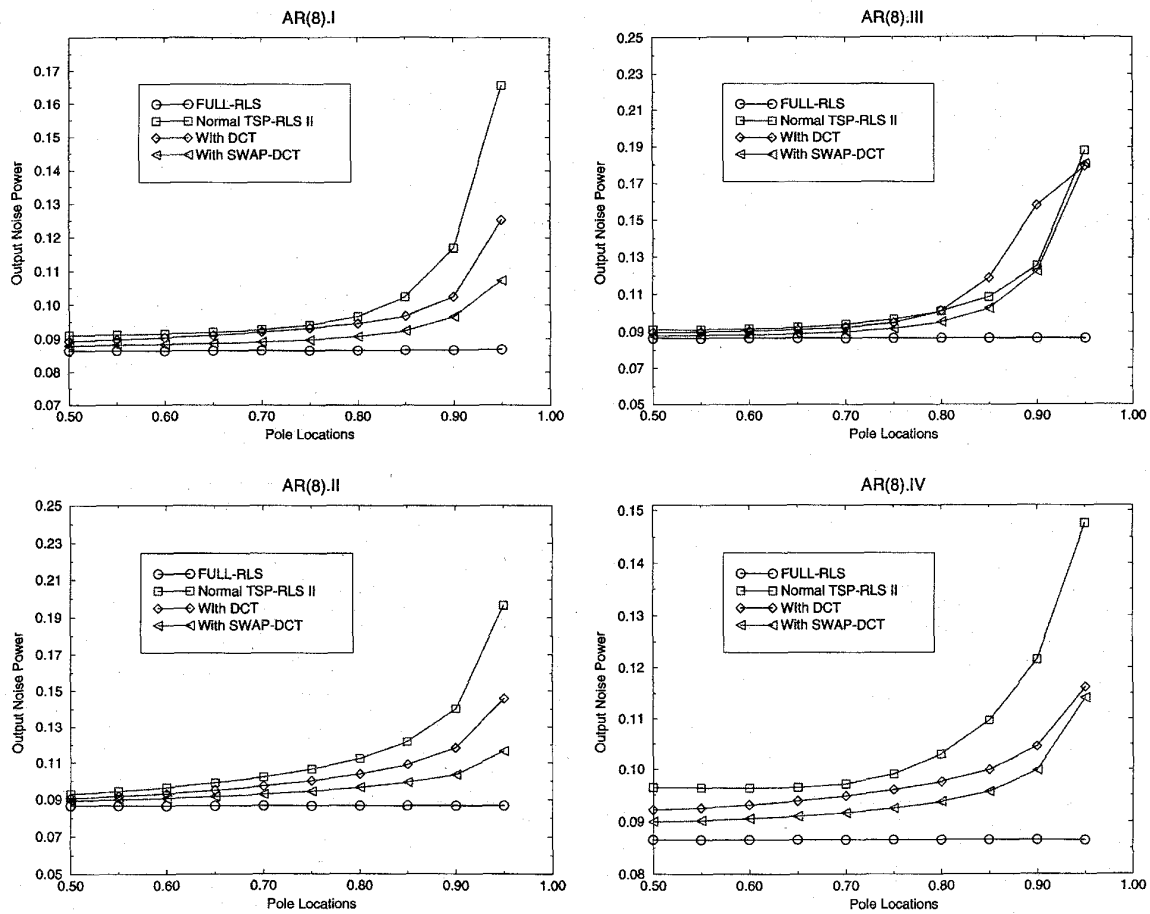 AR(8).I
0.17
0.16
0.15
0.14
0.13
0.12
0.11
0.10
0.09
0.08
0.07
Output Noise Power
FULL-RLS
Normal TSP-RLS II
With DCT
With SWAP-DCT
0.50 0.60 0.70 0.80 0.90 1.00
Pole Locations
AR(8).III
0.25
0.23
0.21
0.19
0.17
0.15
0.13
0.11
0.09
0.07
0.05
Output Noise Power
FULL-RLS
Normal TSP-RLS II
With DCT
With SWAP-DCT
0.50 0.60 0.70 0.80 0.90 1.00
Pole Locations
AR(8).II
0.25
0.23
0.21
0.19
0.17
0.15
0.13
0.11
0.09
0.07
0.05
Output Noise Power
FULL-RLS
Normal TSP-RLS II
With DCT
With SWAP-DCT
0.50 0.60 0.70 0.80 0.90 1.00
Pole Locations
AR(8).IV
0.15
0.14
0.13
0.12
0.11
0.10
0.09
0.08
Output Noise Power
FULL-RLS
Normal TSP-RLS II
With DCT
With SWAP-DCT
0.50 0.60 0.70 0.80 0.90 1.00
Pole Locations